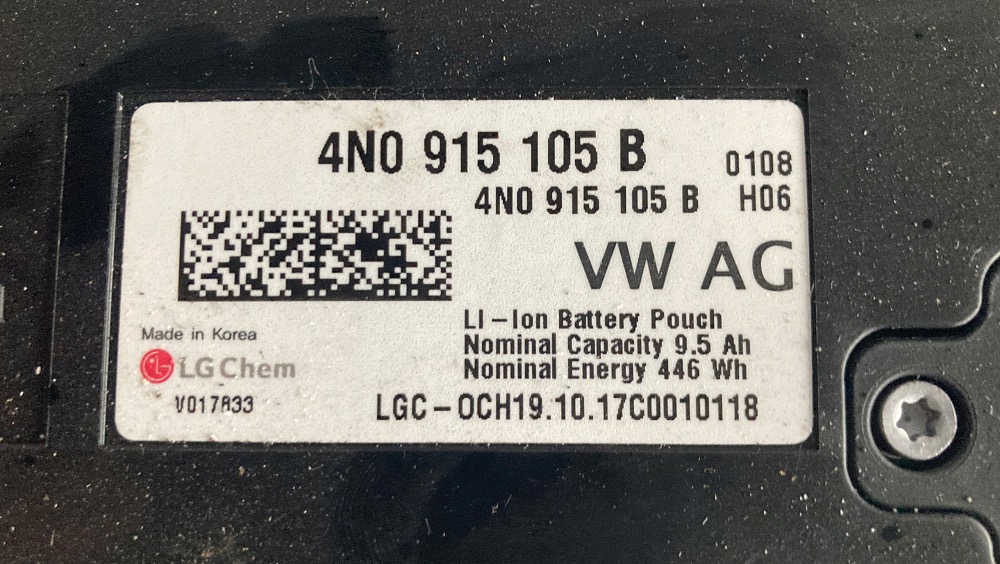 4N0 915 105 B
0108
4N0 915 105 B
H06
VW AG
LI-Ion Battery Pouch
Nominal Capacity 9.5 Ah
Nominal Energy 446 Wh
Made in Korea
LG Chem
V017833
LGC-OCH19.10.17C0010118